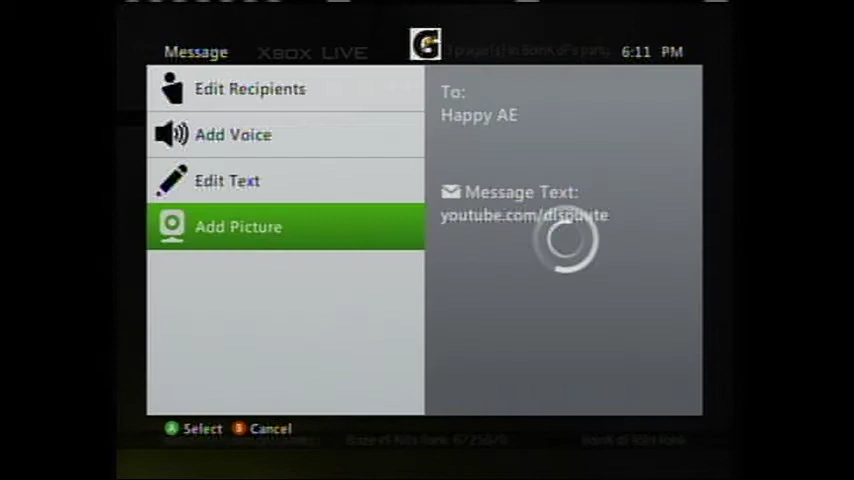 Message
XBOX LIVE
6:11 PM
Edit Recipients
Add Voice
Edit Text
Add Picture
To:
Happy AE
Message Text:
youtube.com/dispuute
A Select B Cancel